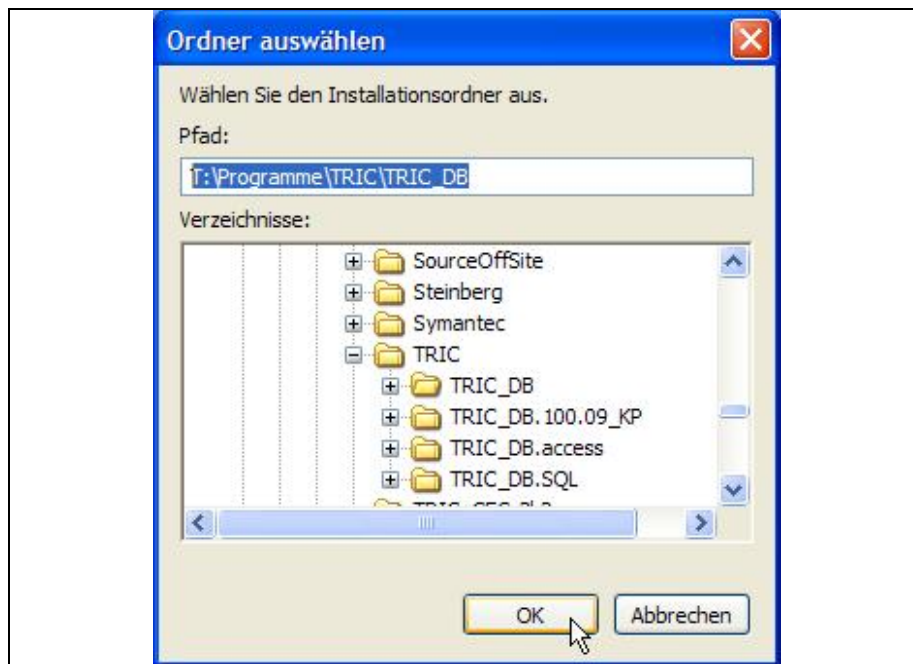 Ordner auswählen
Wählen Sie den Installationsordner aus.
Pfad:
T:\Programme\TRIC\TRIC_DB
Verzeichnisse:
SourceOffSite
Steinberg
Symantec
TRIC
TRIC_DB
TRIC_DB.100.09_KP
TRIC_DB.access
TRIC_DB.SQL
OK
Abbrechen